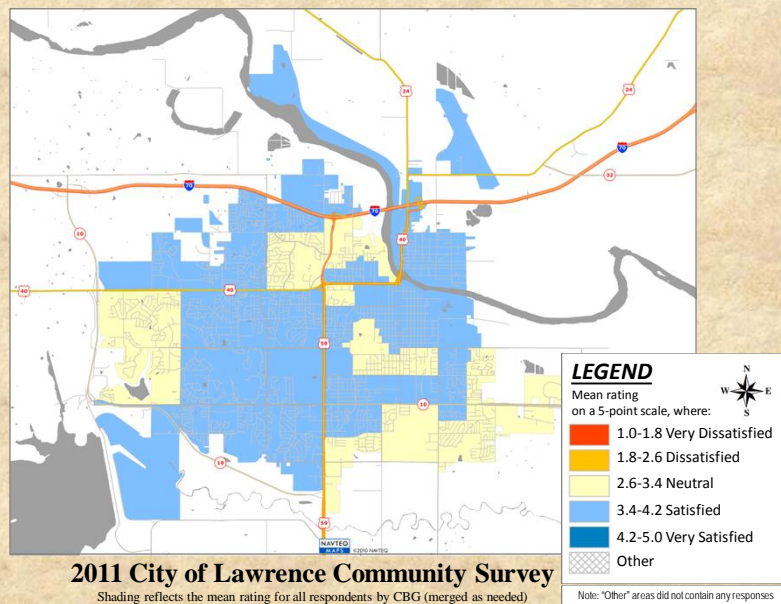 24
24
70
70
32
10
70
40
40
40
59
10
10
59
NAVTEQ
MAPS ©2010 NAVTEQ
LEGEND
Mean rating
on a 5-point scale, where:
N
W E
S
1.0-1.8 Very Dissatisfied
1.8-2.6 Dissatisfied
2.6-3.4 Neutral
3.4-4.2 Satisfied
4.2-5.0 Very Satisfied
Other
2011 City of Lawrence Community Survey
Shading reflects the mean rating for all respondents by CBG (merged as needed)
Note: "Other" areas did not contain any responses